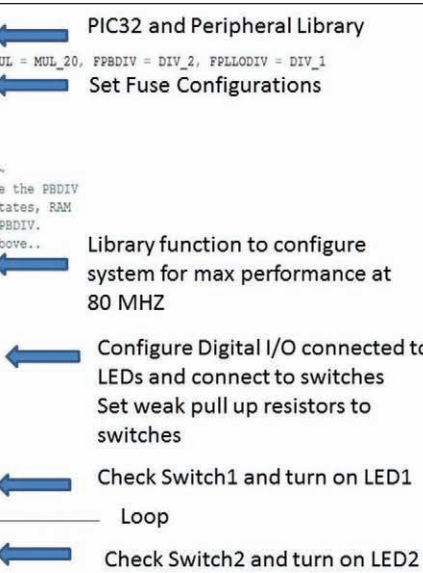 PIC32 and Peripheral Library
UL = MUL_20, FPBDIV = DIV_2, FPLLODIV = DIV_1
Set Fuse Configurations
e the PBDIV
tates, RAM
PBDIV.
bove..
Library function to configure
system for max performance at
80 MHZ
Configure Digital I/O connected to
LEDs and connect to switches
Set weak pull up resistors to
switches
Check Switch1 and turn on LED1
Loop
Check Switch2 and turn on LED2